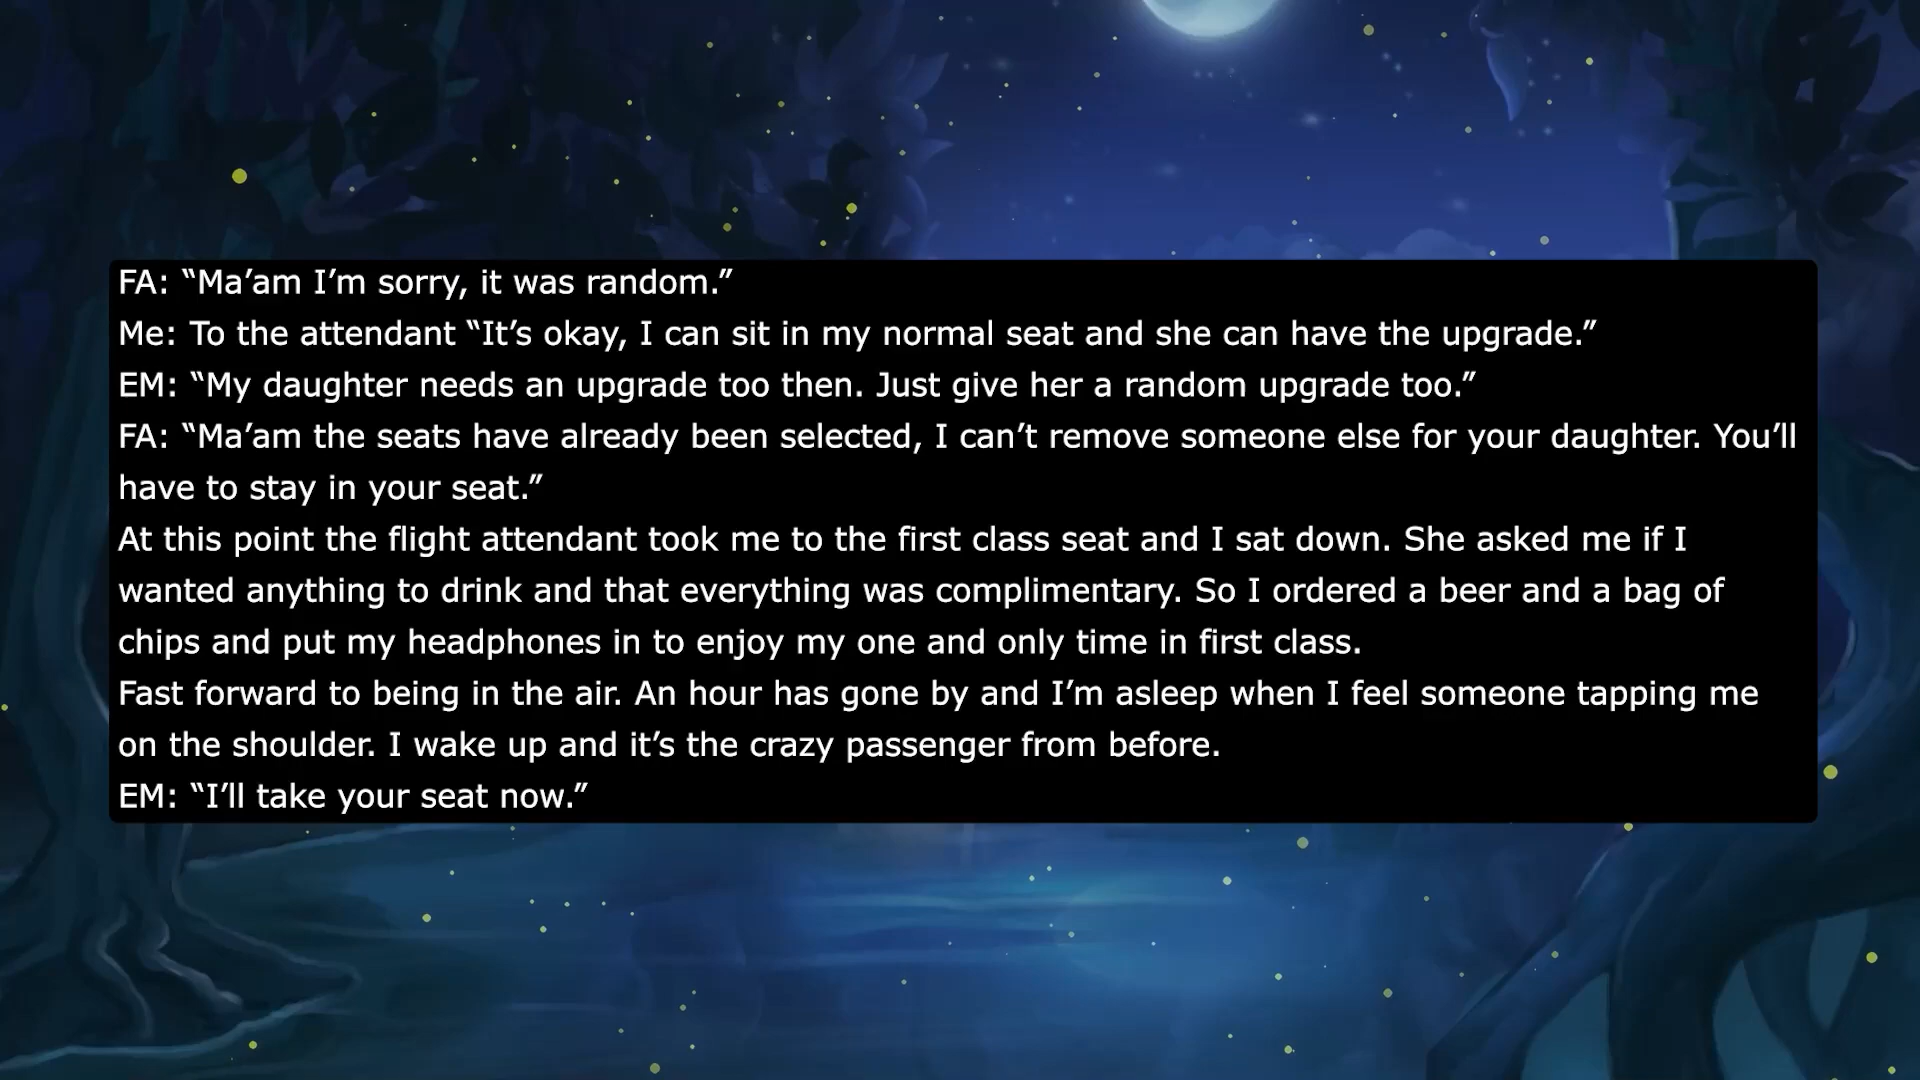 FA: “Ma’am I’m sorry, it was random.”
Me: To the attendant “It’s okay, I can sit in my normal seat and she can have the upgrade.”
EM: “My daughter needs an upgrade too then. Just give her a random upgrade too.”
FA: “Ma’am the seats have already been selected, I can’t remove someone else for your daughter. You’ll
have to stay in your seat.”
At this point the flight attendant took me to the first class seat and I sat down. She asked me if I
wanted anything to drink and that everything was complimentary. So I ordered a beer and a bag of
chips and put my headphones in to enjoy my one and only time in first class.
Fast forward to being in the air. An hour has gone by and I’m asleep when I feel someone tapping me
on the shoulder. I wake up and it’s the crazy passenger from before.
EM: “I’ll take your seat now.”